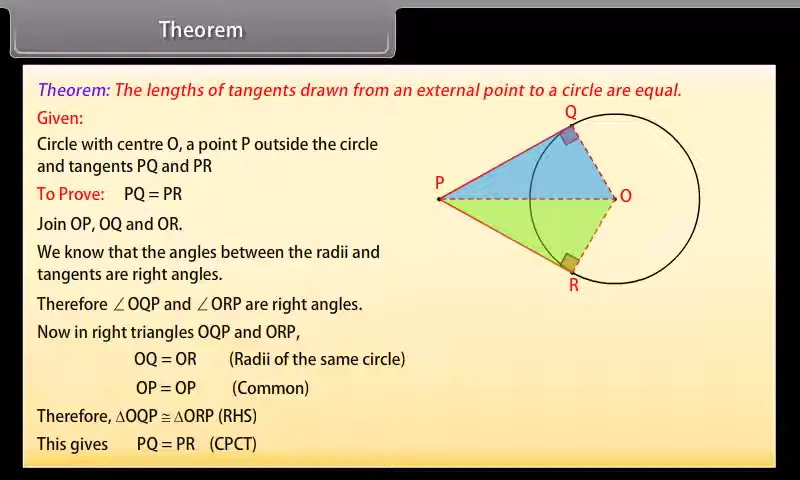 Theorem
Theorem: The lengths of tangents drawn from an external point to a circle are equal.
Given:
Circle with centre O, a point P outside the circle
and tangents PQ and PR
To Prove: PQ = PR
Join OP, OQ and OR.
We know that the angles between the radii and
tangents are right angles.
Therefore ∠OQP and ∠ORP are right angles.
Now in right triangles OQP and ORP,
OQ = OR (Radii of the same circle)
OP = OP (Common)
Therefore, ΔOQP ≅ ΔORP (RHS)
This gives PQ = PR (CPCT)
Q
P
O
R